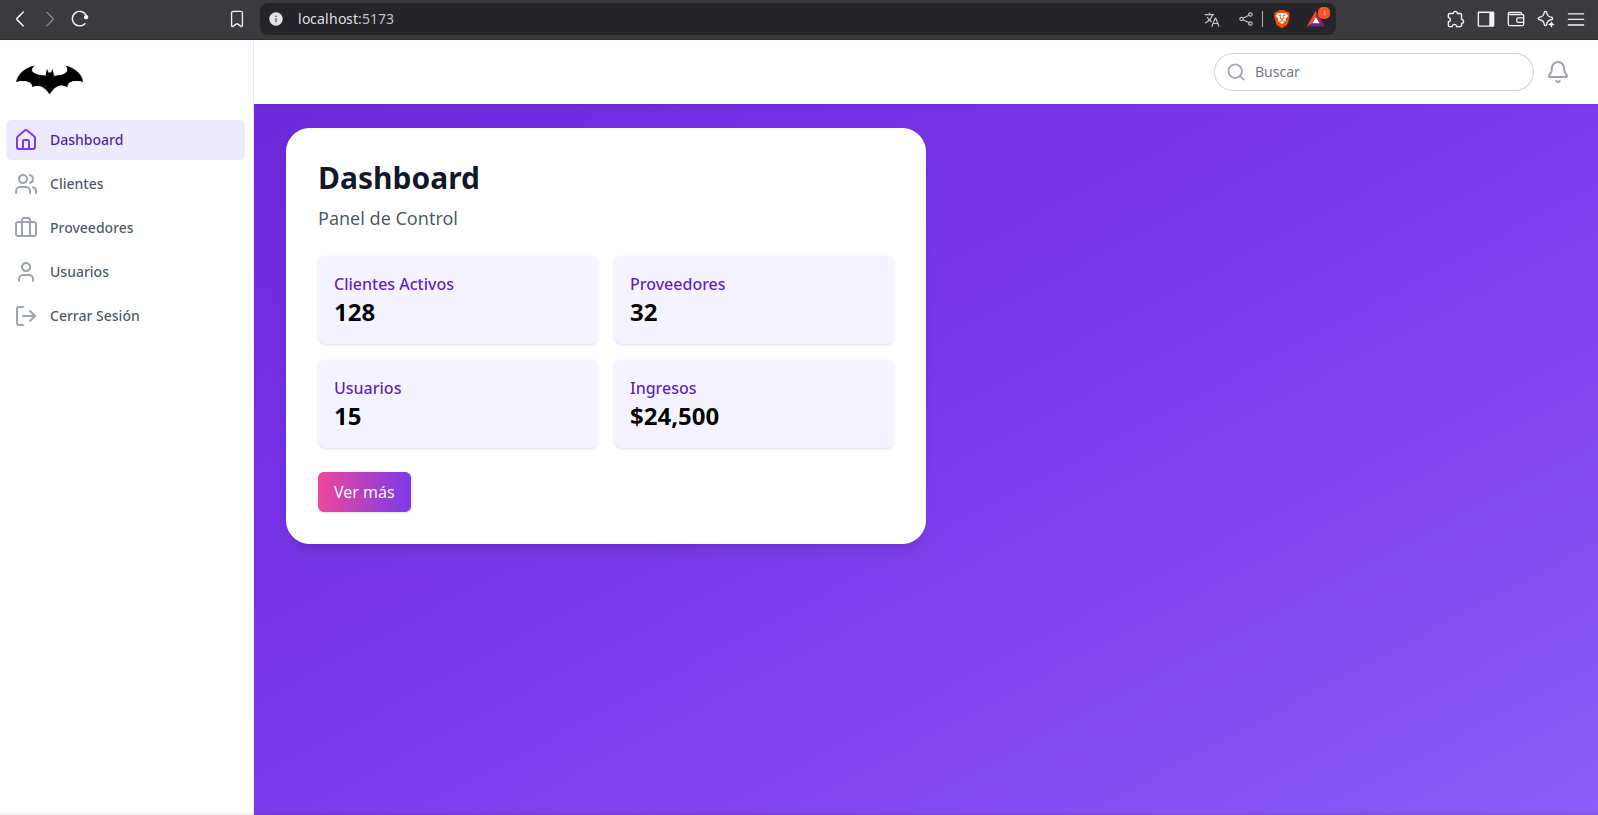 localhost:5173
Buscar
Dashboard
Clientes
Proveedores
Usuarios
Cerrar Sesión
Dashboard
Panel de Control
Clientes Activos
128
Proveedores
32
Usuarios
15
Ingresos
$24,500
Ver más